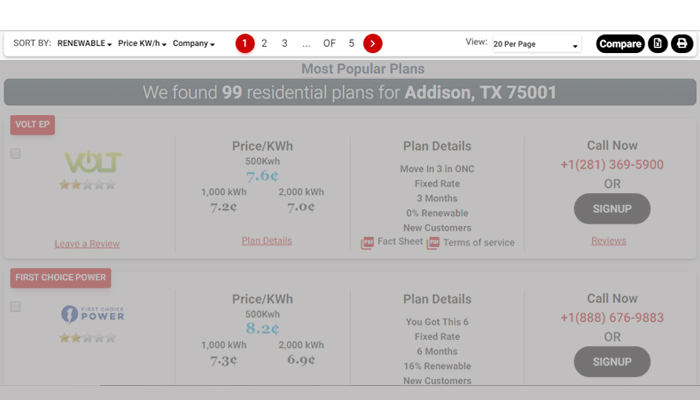 SORT BY: RENEWABLE Price KW/h Company 1 2 3 ... OF 5 View: 20 Per Page Compare
Most Popular Plans
We found 99 residential plans for Addison, TX 75001
VOLT EP
VOLT
Leave a Review
Price/KWh
500Kwh
7.6¢
1,000 kWh 2,000 kWh
7.2¢ 7.0¢
Plan Details
Plan Details
Move In 3 in ONC
Fixed Rate
3 Months
0% Renewable
New Customers
PDF Fact Sheet PDF Terms of service
Call Now
+1(281) 369-5900
OR
SIGNUP
Reviews
FIRST CHOICE POWER
FIRST CHOICE
POWER
Price/KWh
500Kwh
8.2¢
1,000 kWh 2,000 kWh
7.3¢ 6.9¢
Plan Details
You Got This 6
Fixed Rate
6 Months
16% Renewable
New Customers
Call Now
+1(888) 676-9883
OR
SIGNUP